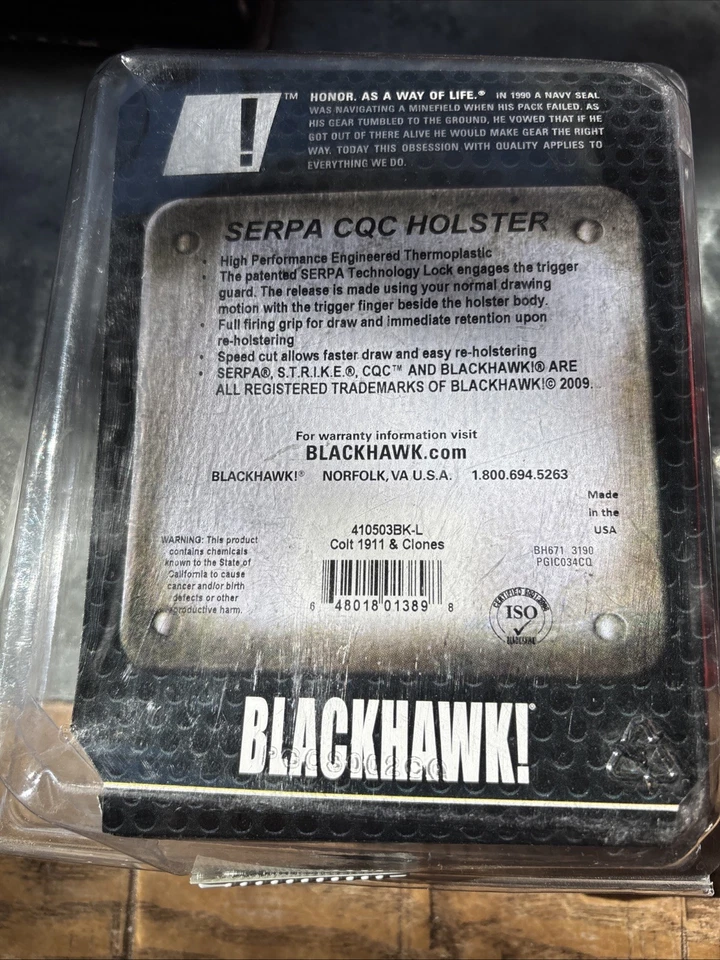 !™
HONOR. AS A WAY OF LIFE.® IN 1990 A NAVY SEAL
WAS NAVIGATING A MINEFIELD WHEN HIS PACK FAILED. AS
HIS GEAR TUMBLED TO THE GROUND, HE VOWED THAT IF HE
GOT OUT OF THERE ALIVE HE WOULD MAKE GEAR THE RIGHT
WAY. TODAY THIS OBSESSION WITH QUALITY APPLIES TO
EVERYTHING WE DO.
SERPA CQC HOLSTER
• High Performance Engineered Thermoplastic
• The patented SERPA Technology Lock engages the trigger
guard. The release is made using your normal drawing
motion with the trigger finger beside the holster body.
• Full firing grip for draw and immediate retention upon
re-holstering
• Speed cut allows faster draw and easy re-holstering
• SERPA®, S.T.R.I.K.E.®, CQC™ AND BLACKHAWK!® ARE
ALL REGISTERED TRADEMARKS OF BLACKHAWK!© 2009.
For warranty information visit
BLACKHAWK.com
BLACKHAWK!® NORFOLK, VA U.S.A. 1.800.694.5263
Made
in the
USA
410503BK-L
Colt 1911 & Clones
WARNING: This product
contains chemicals
known to the State of
California to cause
cancer and/or birth
defects or other
reproductive harm.
BH671 3190
PGIC034CQ
6 48018 01389 8
ISO
BLACKHAWK!